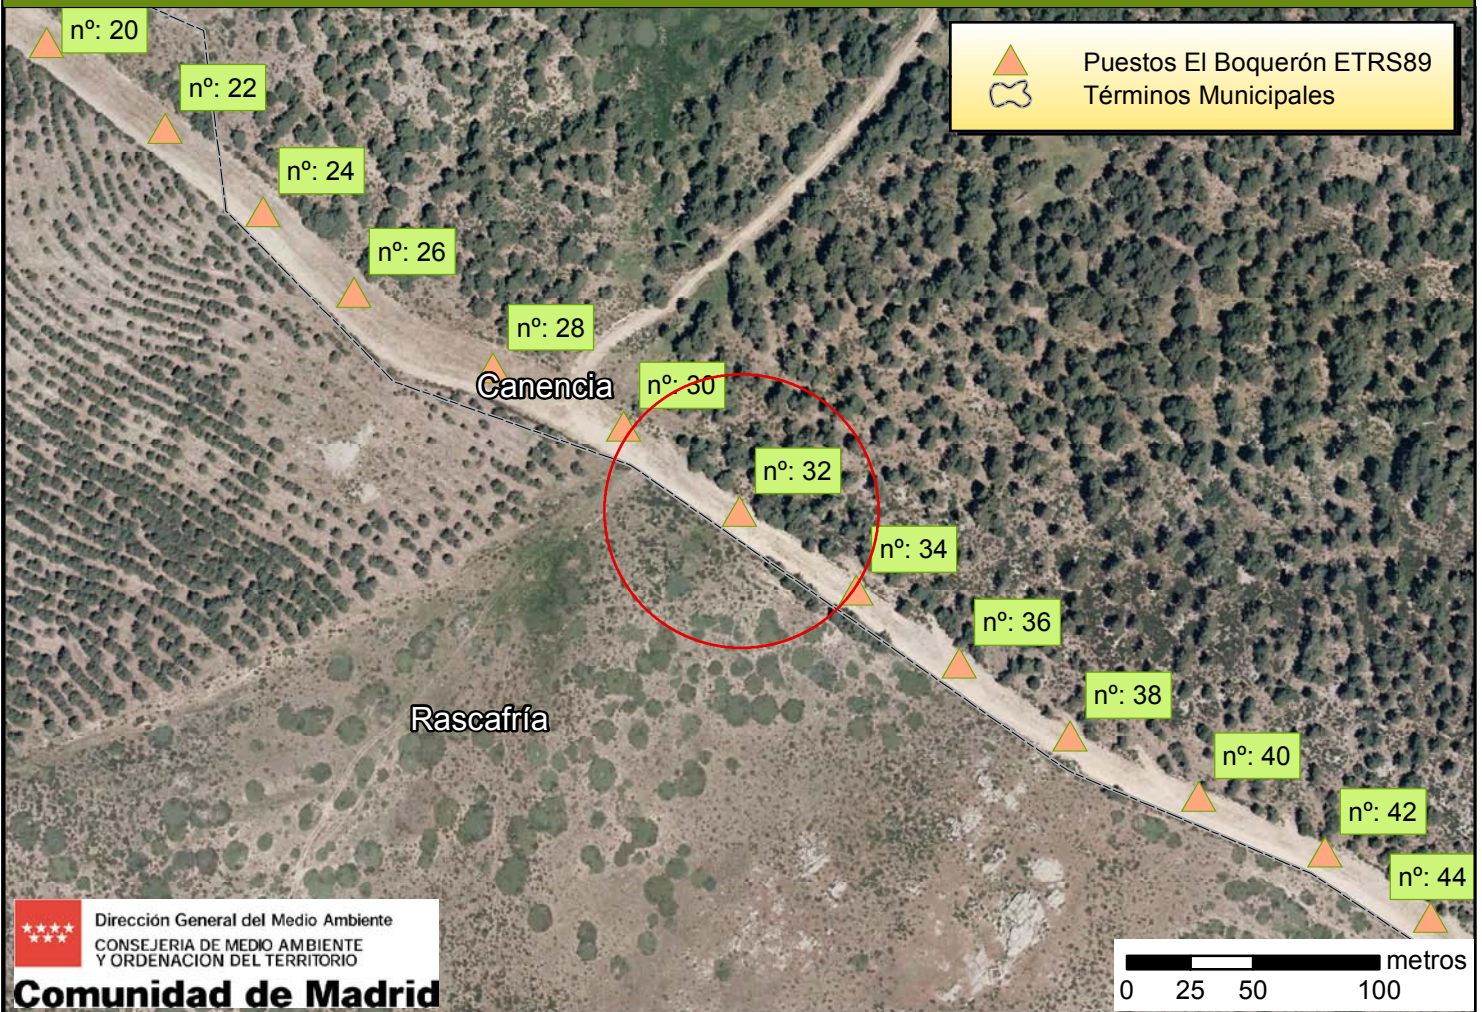 nº: 20
nº: 22
nº: 24
nº: 26
nº: 28
nº: 30
nº: 32
nº: 34
nº: 36
nº: 38
nº: 40
nº: 42
nº: 44
Puestos El Boquerón ETRS89
Términos Municipales
Canencia
Rascafría
Dirección General del Medio Ambiente
CONSEJERIA DE MEDIO AMBIENTE
Y ORDENACION DEL TERRITORIO
Comunidad de Madrid
metros
0 25 50 100